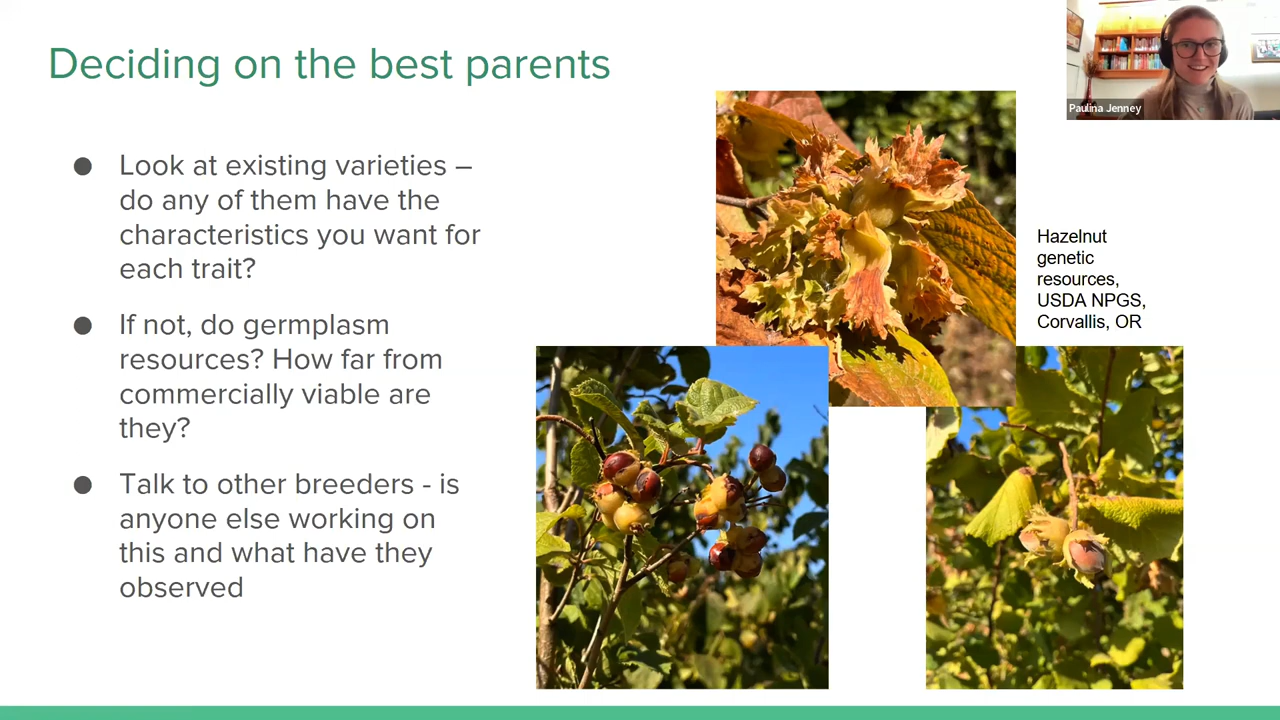 Deciding on the best parents
Paulina Jenney
● Look at existing varieties –
do any of them have the
characteristics you want for
each trait?
● If not, do germplasm
resources? How far from
commercially viable are
they?
● Talk to other breeders - is
anyone else working on
this and what have they
observed
Hazelnut
genetic
resources,
USDA NPGS,
Corvallis, OR